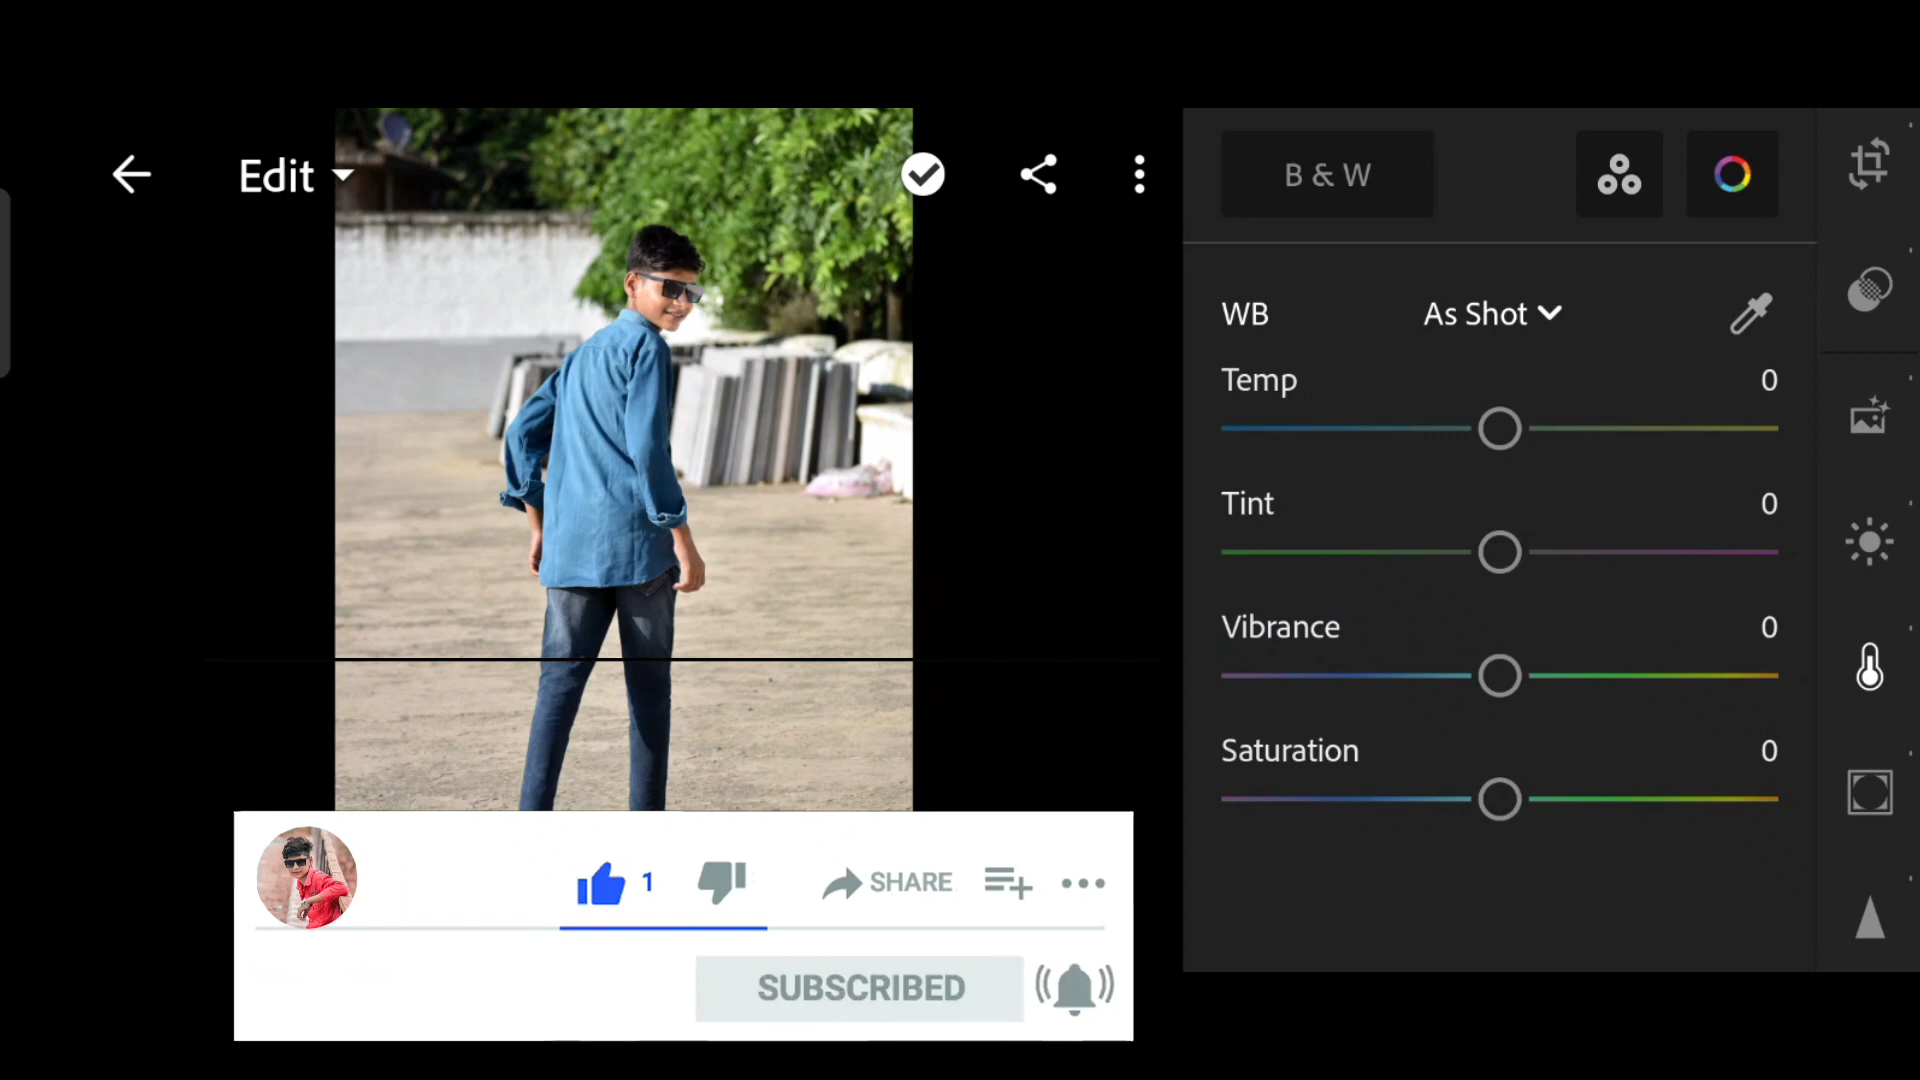 Edit
B & W
WB As Shot
Temp 0
Tint 0
Vibrance 0
Saturation 0
1 SHARE
SUBSCRIBED